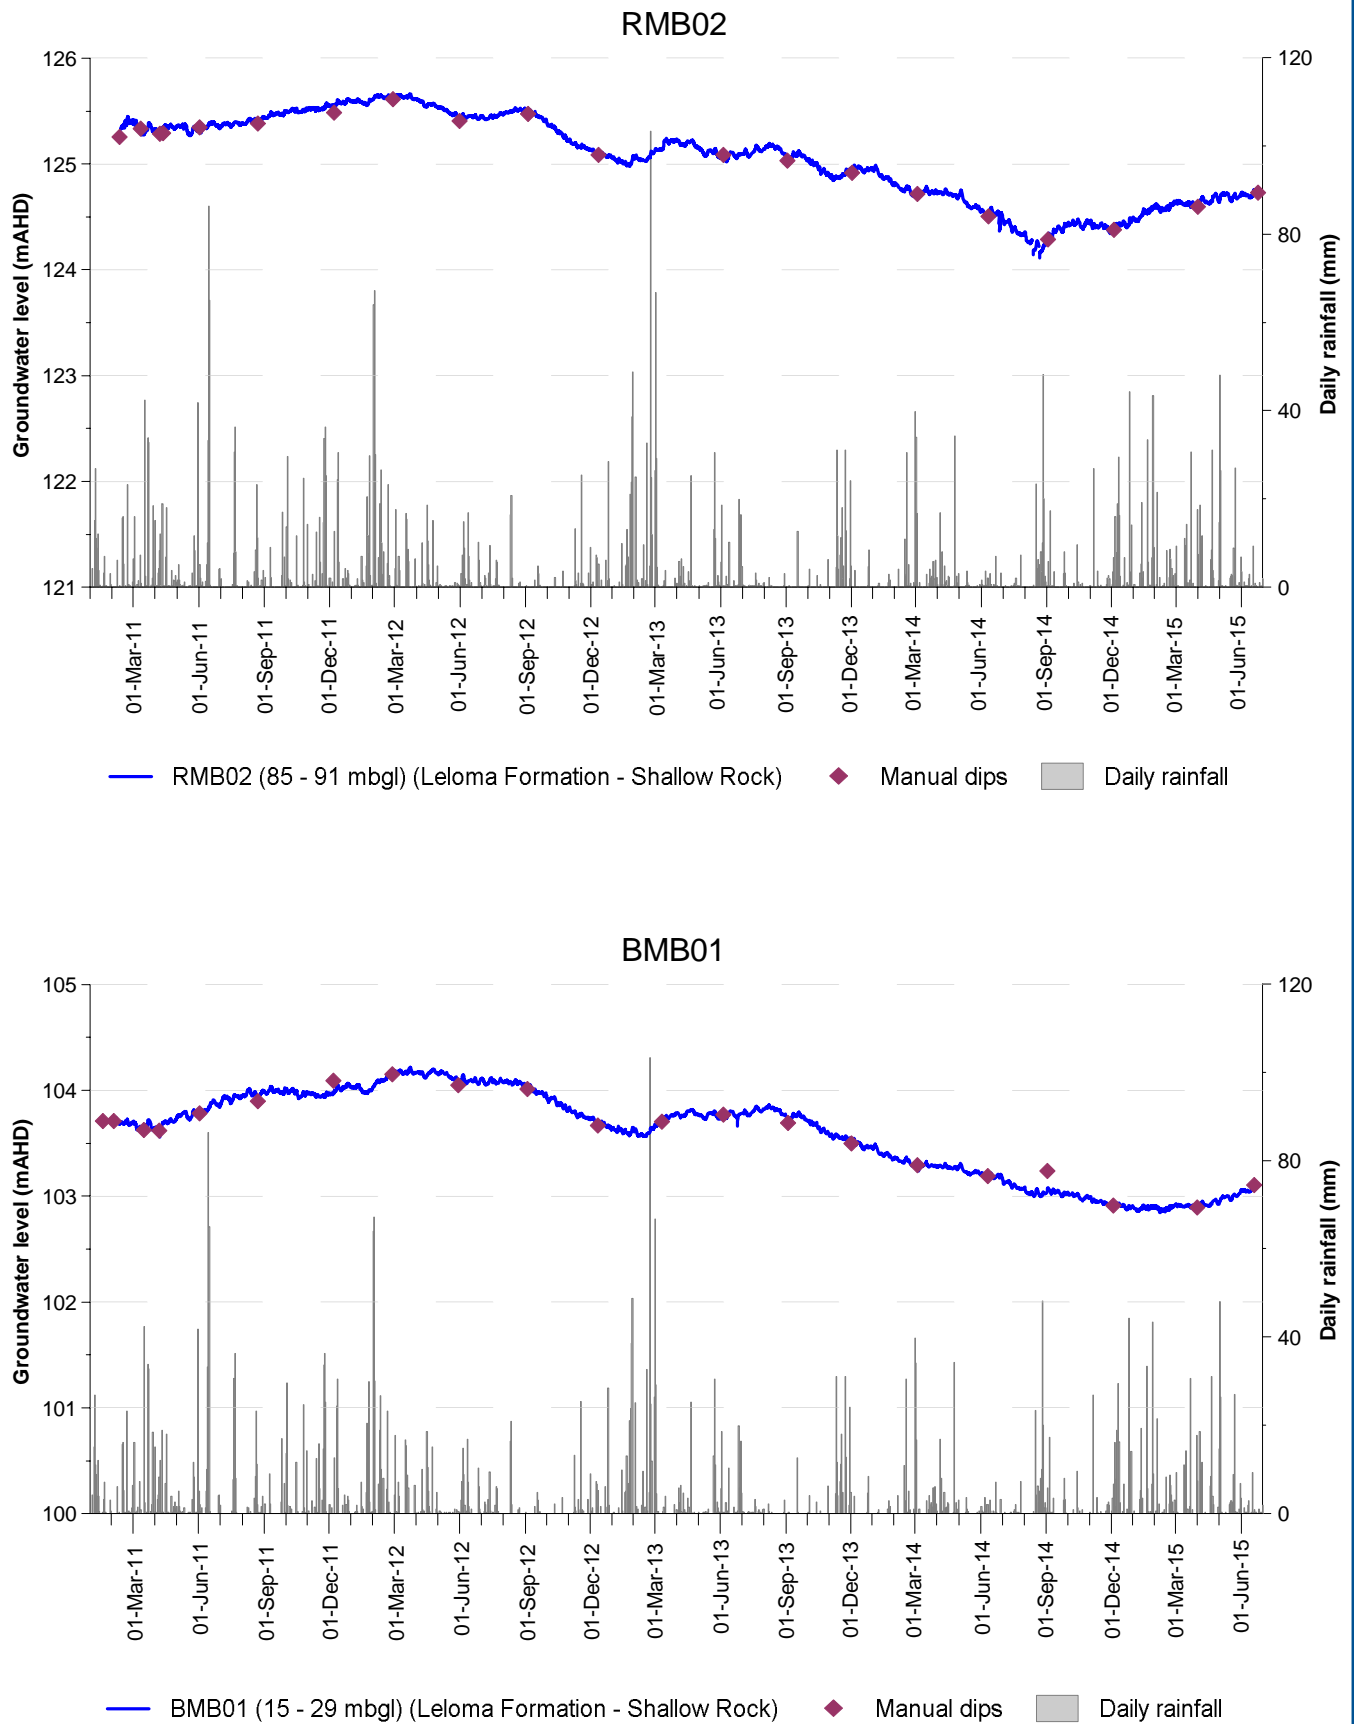 RMB02
126
125
124
123
122
121
Groundwater level (mAHD)
120
80
40
0
Daily rainfall (mm)
01-Mar-11
01-Jun-11
01-Sep-11
01-Dec-11
01-Mar-12
01-Jun-12
01-Sep-12
01-Dec-12
01-Mar-13
01-Jun-13
01-Sep-13
01-Dec-13
01-Mar-14
01-Jun-14
01-Sep-14
01-Dec-14
01-Mar-15
01-Jun-15
RMB02 (85 - 91 mbgl) (Leloma Formation - Shallow Rock) Manual dips Daily rainfall
BMB01
105
104
103
102
101
100
Groundwater level (mAHD)
120
80
40
0
Daily rainfall (mm)
01-Mar-11
01-Jun-11
01-Sep-11
01-Dec-11
01-Mar-12
01-Jun-12
01-Sep-12
01-Dec-12
01-Mar-13
01-Jun-13
01-Sep-13
01-Dec-13
01-Mar-14
01-Jun-14
01-Sep-14
01-Dec-14
01-Mar-15
01-Jun-15
BMB01 (15 - 29 mbgl) (Leloma Formation - Shallow Rock) Manual dips Daily rainfall